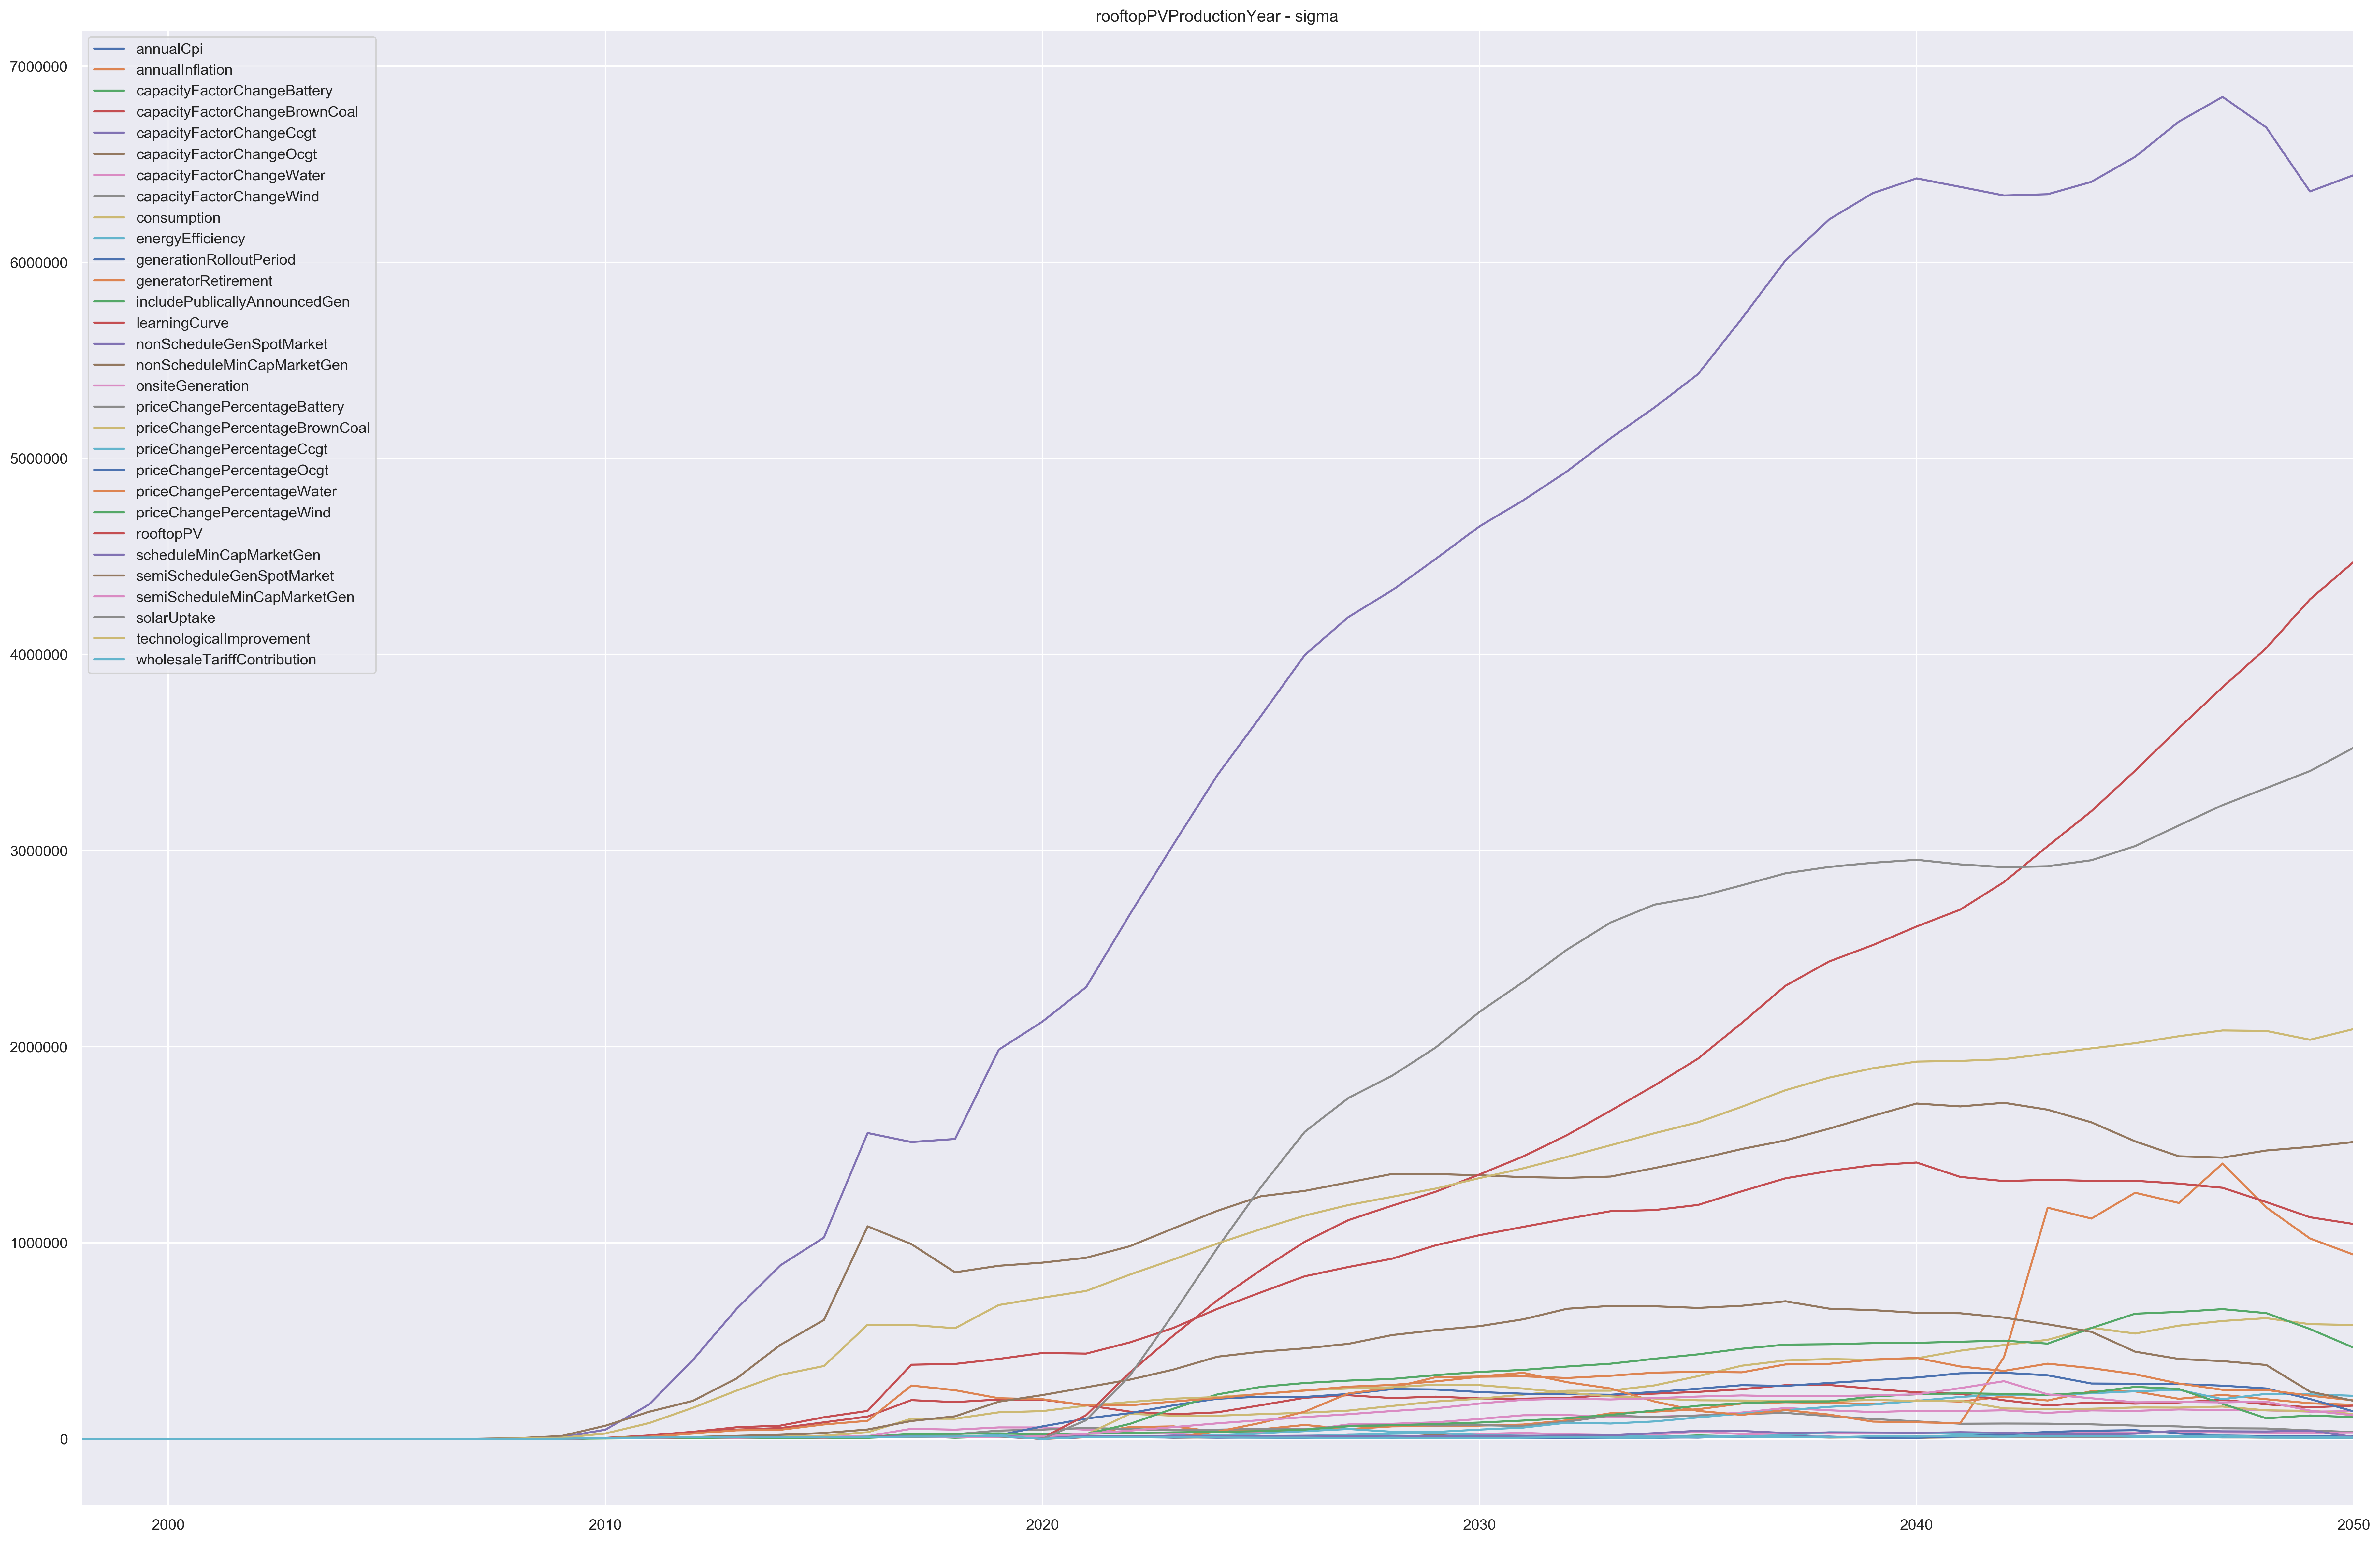 rooftopPVProductionYear - sigma
annualCpi
annualInflation
capacityFactorChangeBattery
capacityFactorChangeBrownCoal
capacityFactorChangeCcgt
capacityFactorChangeOcgt
capacityFactorChangeWater
capacityFactorChangeWind
consumption
energyEfficiency
generationRolloutPeriod
generatorRetirement
includePublicallyAnnouncedGen
learningCurve
nonScheduleGenSpotMarket
nonScheduleMinCapMarketGen
onsiteGeneration
priceChangePercentageBattery
priceChangePercentageBrownCoal
priceChangePercentageCcgt
priceChangePercentageOcgt
priceChangePercentageWater
priceChangePercentageWind
rooftopPV
scheduleMinCapMarketGen
semiScheduleGenSpotMarket
semiScheduleMinCapMarketGen
solarUptake
technologicalImprovement
wholesaleTariffContribution
7000000
6000000
5000000
4000000
3000000
2000000
1000000
0
2000 2010 2020 2030 2040 2050